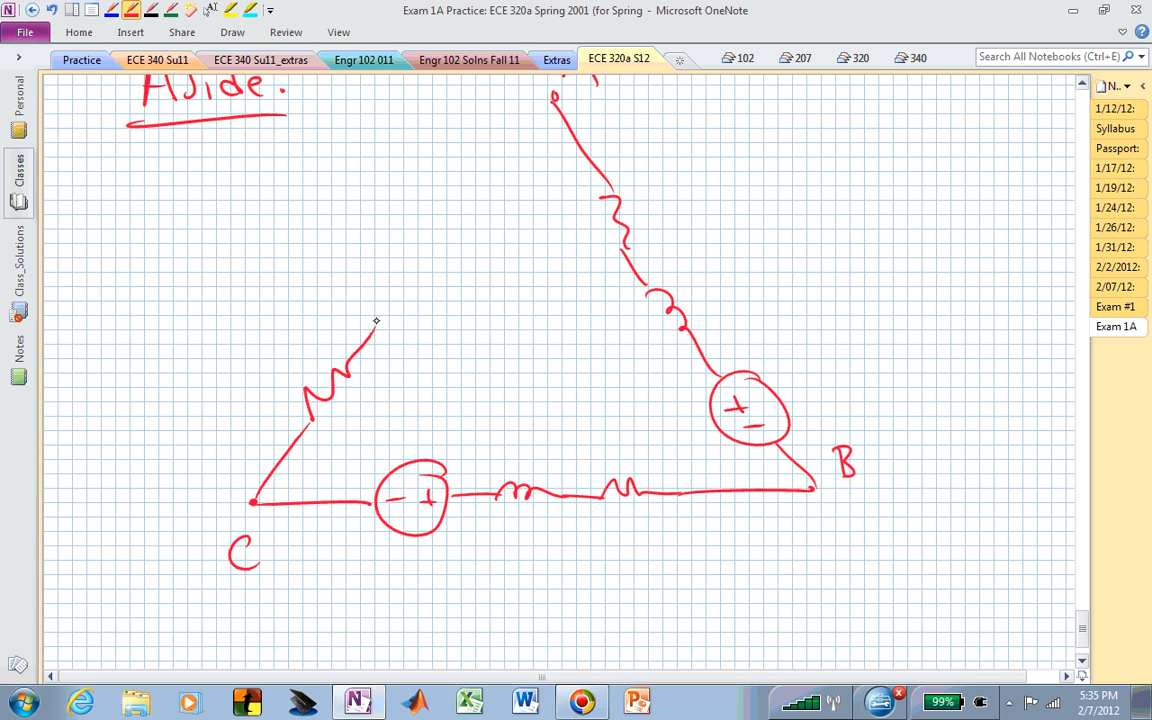 Exam 1A Practice: ECE 320a Spring 2001 (for Spring - Microsoft OneNote
File Home Insert Share Draw Review View
Practice ECE 340 Su11 ECE 340 Su11_extras Engr 102 011 Engr 102 Solns Fall 11 Extras ECE 320a S12 102 207 320 340 Search All Notebooks (Ctrl+E)
Personal
Classes
Class_Solutions
Notes
N..
1/12/12:
Syllabus
Passport:
1/17/12:
1/19/12:
1/24/12:
1/26/12:
1/31/12:
2/2/2012:
2/07/12:
Exam #1
Exam 1A
Aside.
+
-
B
- +
C
99%
5:35 PM
2/7/2012